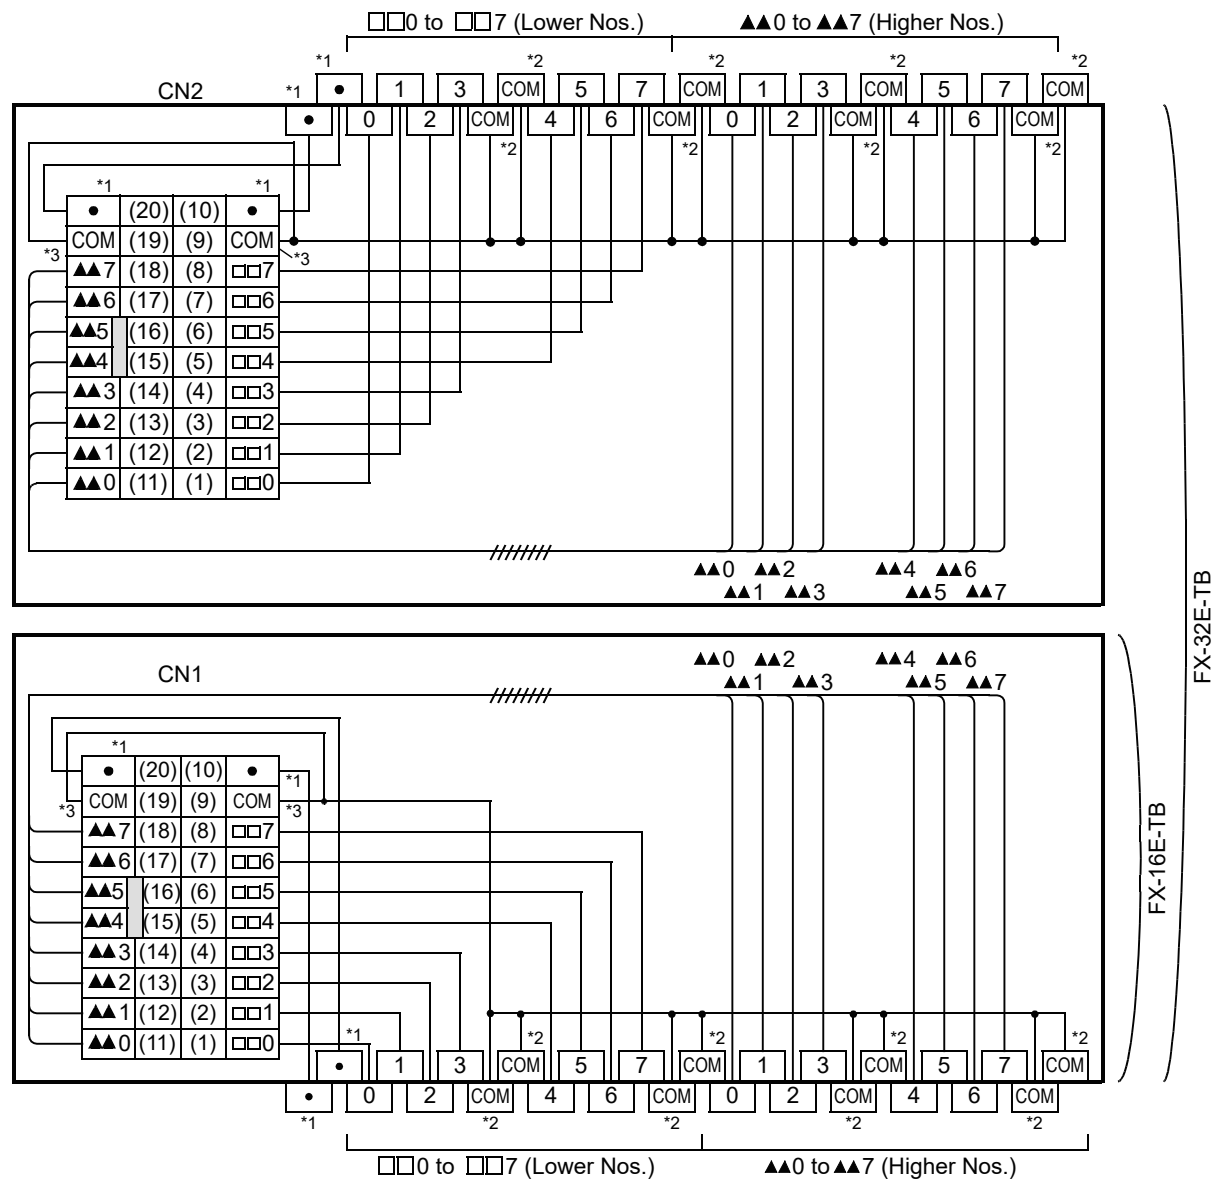 □□0 to □□7 (Lower Nos.) ▲▲0 to ▲▲7 (Higher Nos.)
*1 *2 *2 *2 *2
CN2 *1 • 1 3 COM 5 7 COM 1 3 COM 5 7 COM
• 0 2 COM 4 6 COM 0 2 COM 4 6 COM
*2 *2 *2 *2
*1 *1
• (20) (10) •
COM (19) (9) COM
*3 *3
▲▲7 (18) (8) □□7
▲▲6 (17) (7) □□6
▲▲5 (16) (6) □□5
▲▲4 (15) (5) □□4
▲▲3 (14) (4) □□3
▲▲2 (13) (3) □□2
▲▲1 (12) (2) □□1
▲▲0 (11) (1) □□0
▲▲0 ▲▲2 ▲▲4 ▲▲6
▲▲1 ▲▲3 ▲▲5 ▲▲7
FX-32E-TB
CN1
▲▲0 ▲▲2 ▲▲4 ▲▲6
▲▲1 ▲▲3 ▲▲5 ▲▲7
*1
• (20) (10) •
*1
COM (19) (9) COM
*3 *3
▲▲7 (18) (8) □□7
▲▲6 (17) (7) □□6
▲▲5 (16) (6) □□5
▲▲4 (15) (5) □□4
▲▲3 (14) (4) □□3
▲▲2 (13) (3) □□2
▲▲1 (12) (2) □□1
▲▲0 (11) (1) □□0
FX-16E-TB
*1 *2 *2 *2 *2
• 1 3 COM 5 7 COM 1 3 COM 5 7 COM
• 0 2 COM 4 6 COM 0 2 COM 4 6 COM
*1 *2 *2 *2 *2
□□0 to □□7 (Lower Nos.) ▲▲0 to ▲▲7 (Higher Nos.)